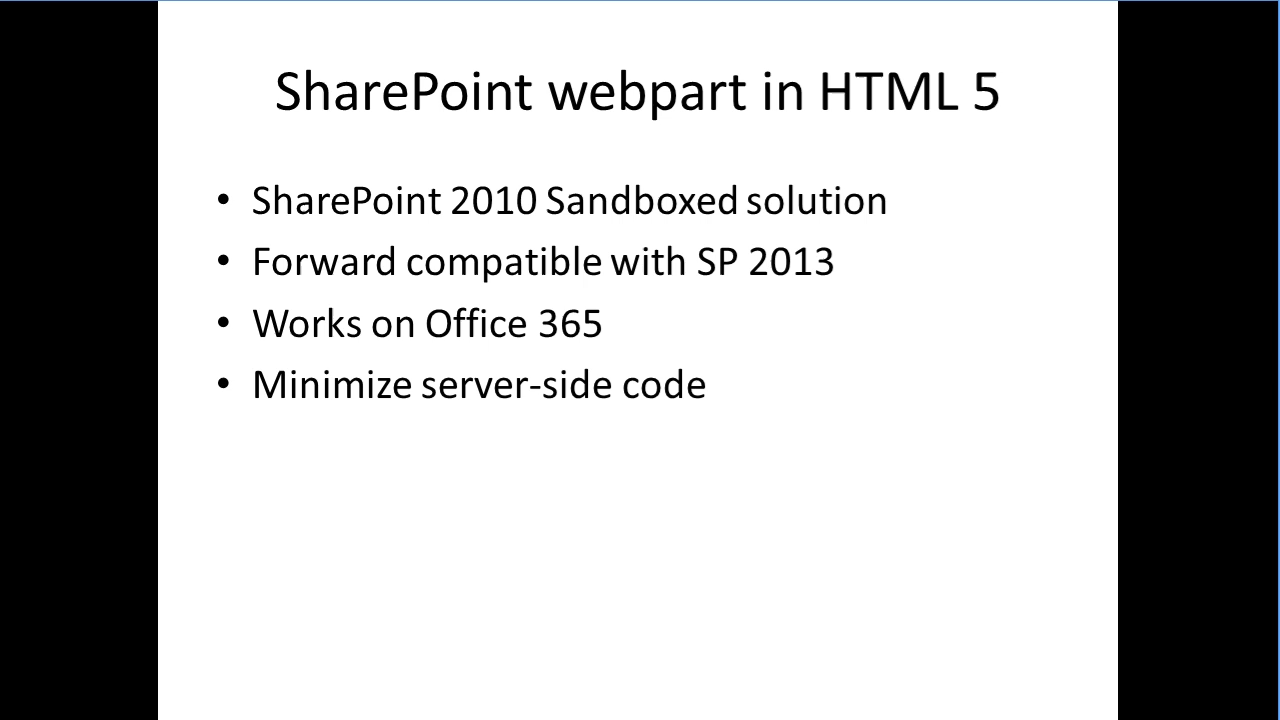 SharePoint webpart in HTML 5
• SharePoint 2010 Sandboxed solution
• Forward compatible with SP 2013
• Works on Office 365
• Minimize server-side code